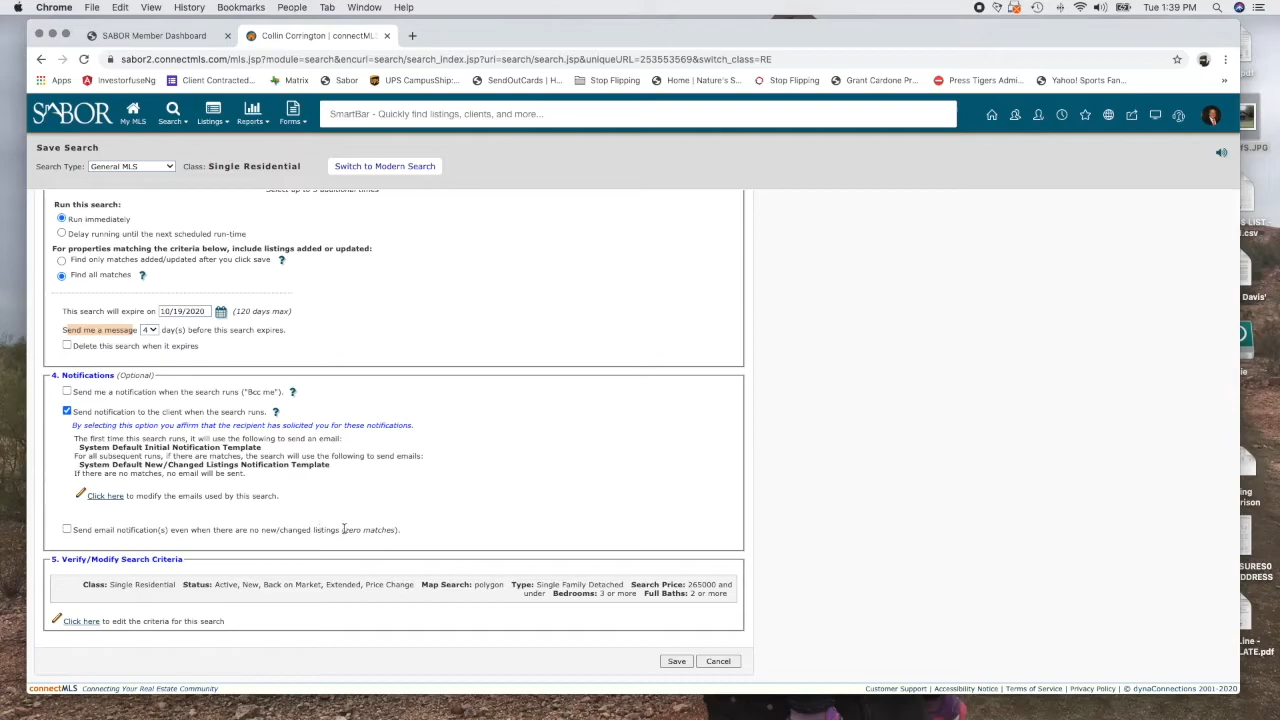 Chrome File Edit View History Bookmarks People Tab Window Help Tue 1:39 PM
SABOR Member Dashboard × Collin Corrington | connectML × +
sabor2.connectmls.com/mls.jsp?module=search&encurl=search/search_index.jsp?uri=search/search.jsp&uniqueURL=253553569&switch_class=RE
Apps InvestorfuseNG Client Contracted... Matrix Sabor UPS CampusShip:... SendOutCards | H... Stop Flipping Home | Nature's S... Stop Flipping Grant Cardone Pr... Press Tigers Admi... Yahoo! Sports Fan... »
SABOR My MLS Search Listings Reports Forms SmartBar - Quickly find listings, clients, and more...
Save Search
Search Type: General MLS Class: Single Residential Switch to Modern Search
Select up to 3 additional times
Run this search:
Run immediately
Delay running until the next scheduled run-time
For properties matching the criteria below, include listings added or updated:
Find only matches added/updated after you click save ?
Find all matches ?
This search will expire on 10/19/2020 (120 days max)
Send me a message 4 day(s) before this search expires.
Delete this search when it expires
4. Notifications (Optional)
Send me a notification when the search runs ("Bcc me"). ?
Send notification to the client when the search runs. ?
By selecting this option you affirm that the recipient has solicited you for these notifications.
The first time this search runs, it will use the following to send an email:
System Default Initial Notification Template
For all subsequent runs, if there are matches, the search will use the following to send emails:
System Default New/Changed Listings Notification Template
If there are no matches, no email will be sent.
Click here to modify the emails used by this search.
Send email notification(s) even when there are no new/changed listings (zero matches).
5. Verify/Modify Search Criteria
Class: Single Residential Status: Active, New, Back on Market, Extended, Price Change Map Search: polygon Type: Single Family Detached Search Price: 265000 and
under Bedrooms: 3 or more Full Baths: 2 or more
Click here to edit the criteria for this search
Save Cancel
connectMLS Connecting Your Real Estate Community Customer Support | Accessibility Notice | Terms of Service | Privacy Policy | © dynaConnections 2001-2020